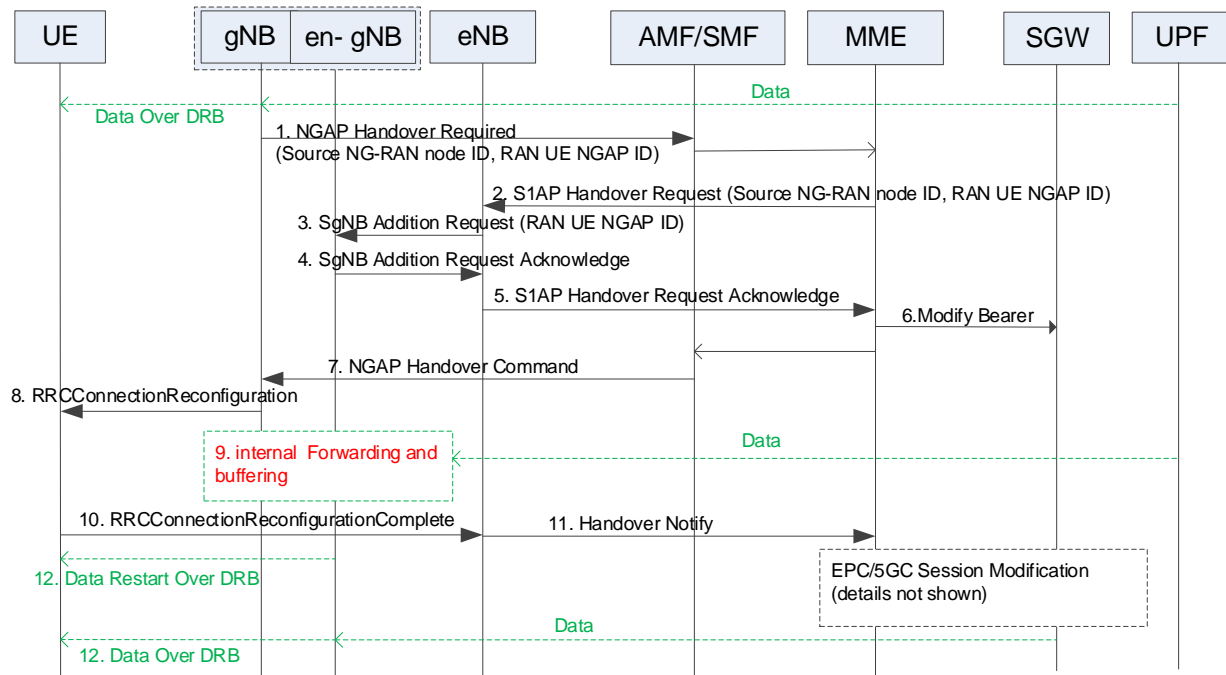 UE
gNB
en- gNB
eNB
AMF/SMF
MME
SGW
UPF
Data
Data Over DRB
1. NGAP Handover Required
(Source NG-RAN node ID, RAN UE NGAP ID)
2. S1AP Handover Request (Source NG-RAN node ID, RAN UE NGAP ID)
3. SgNB Addition Request (RAN UE NGAP ID)
4. SgNB Addition Request Acknowledge
5. S1AP Handover Request Acknowledge
6.Modify Bearer
7. NGAP Handover Command
8. RRCConnectionReconfiguration
9. internal Forwarding and
buffering
Data
10. RRCConnectionReconfigurationComplete
11. Handover Notify
12. Data Restart Over DRB
EPC/5GC Session Modification
(details not shown)
Data
12. Data Over DRB